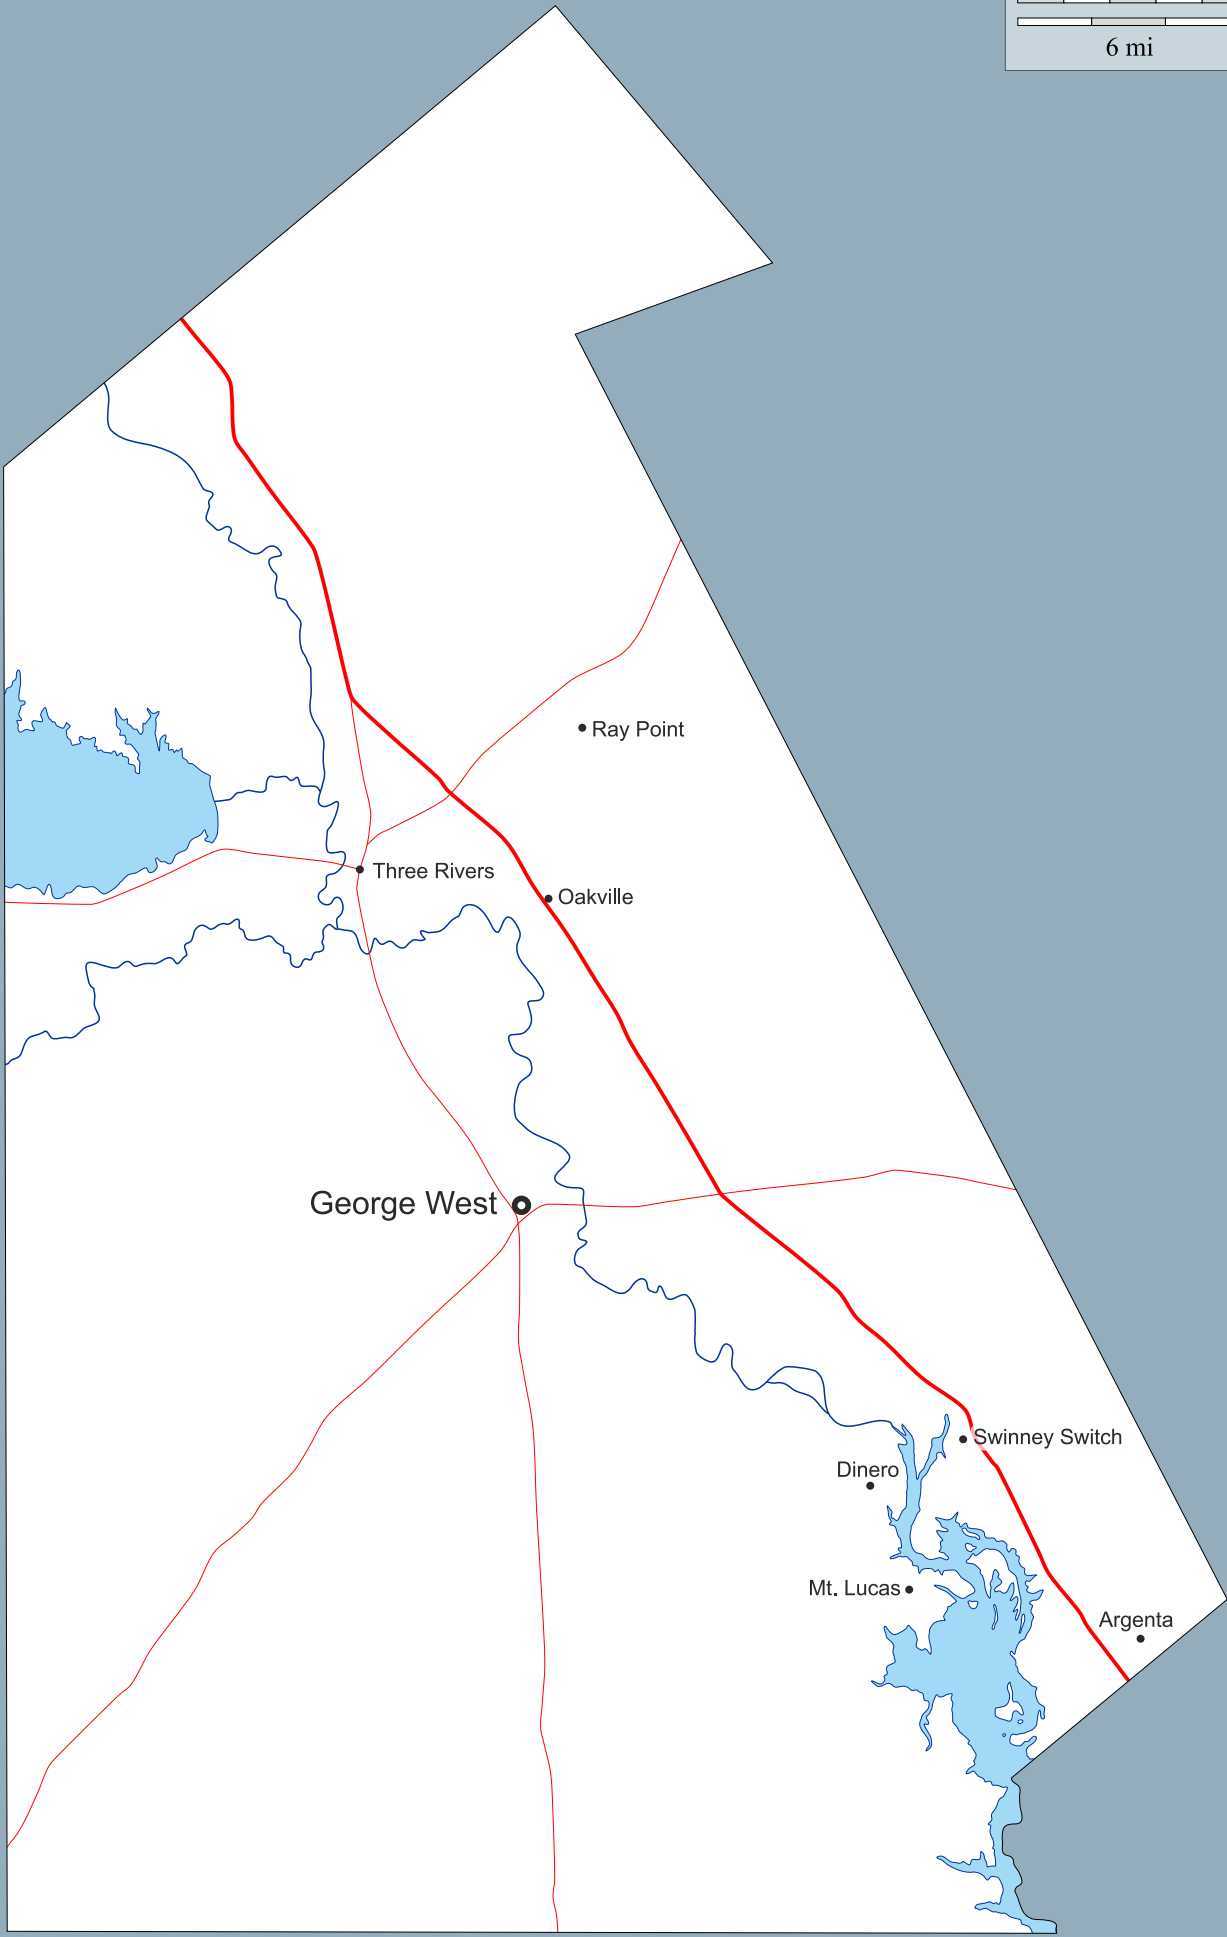 6 mi
Ray Point
Three Rivers
Oakville
George West
Swinney Switch
Dinero
Mt. Lucas
Argenta